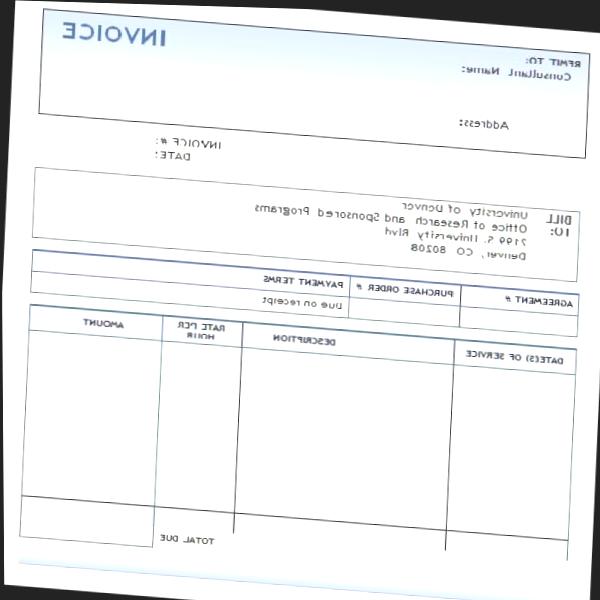 INVOICE
REMIT TO:
Consultant Name:
Address:
INVOICE #:
DATE:
BILL TO:
University of Denver
Office of Research and Sponsored Programs
2199 S. University Blvd
Denver, CO 80208
AGREEMENT # PURCHASE ORDER # PAYMENT TERMS
Due on receipt
DATE(S) OF SERVICE DESCRIPTION RATE PER HOUR AMOUNT
TOTAL DUE